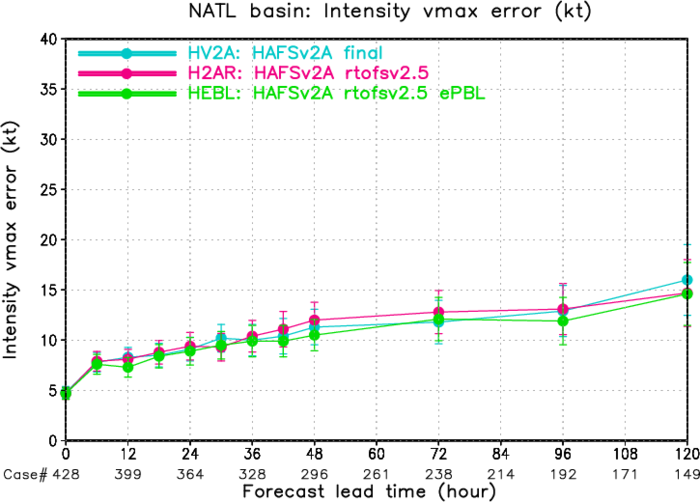 NATL basin: Intensity vmax error (kt)
HV2A: HAFSv2A final
H2AR: HAFSv2A rtofsv2.5
HEBL: HAFSv2A rtofsv2.5 ePBL
Intensity vmax error (kt)
40
35
30
25
20
15
10
5
0
0 12 24 36 48 60 72 84 96 108 120
Case# 428 399 364 328 296 261 238 214 192 171 149
Forecast lead time (hour)